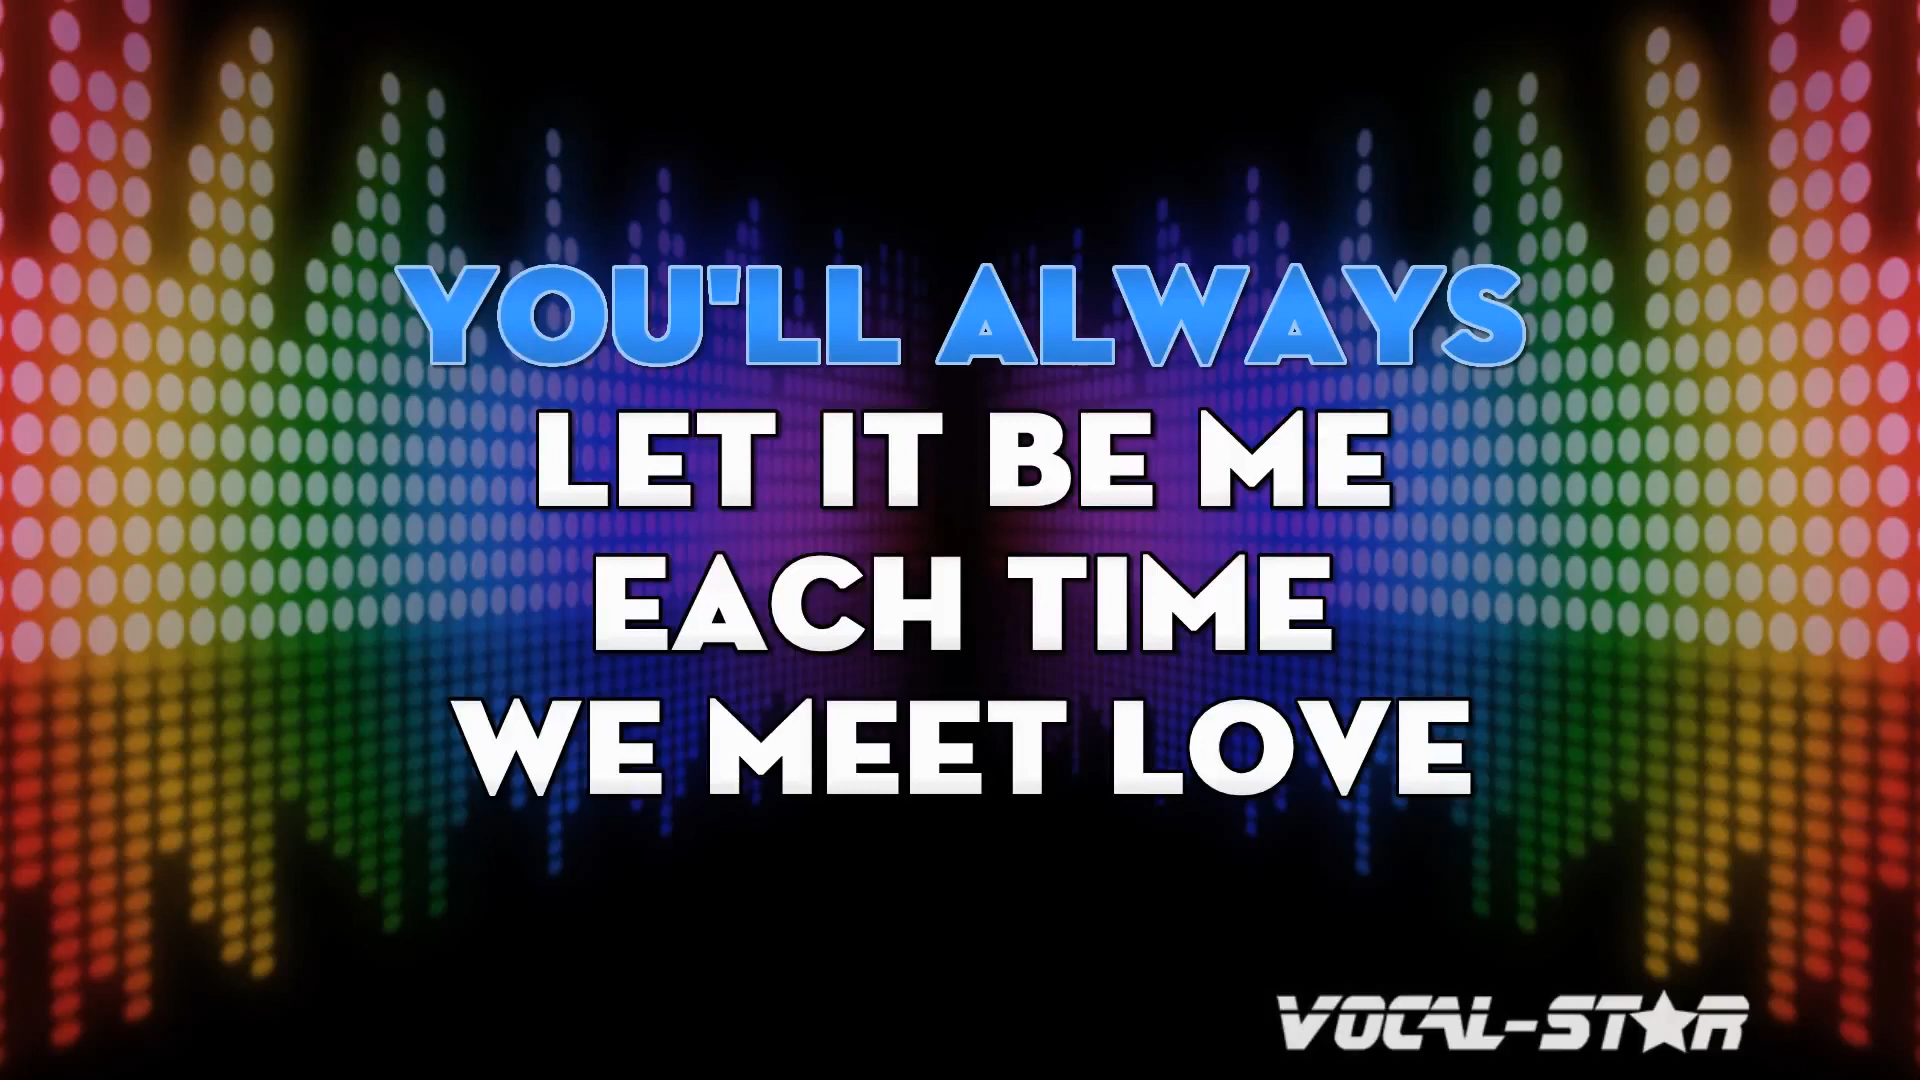 YOU'LL ALWAYS
LET IT BE ME
EACH TIME
WE MEET LOVE
VOCAL-STAR